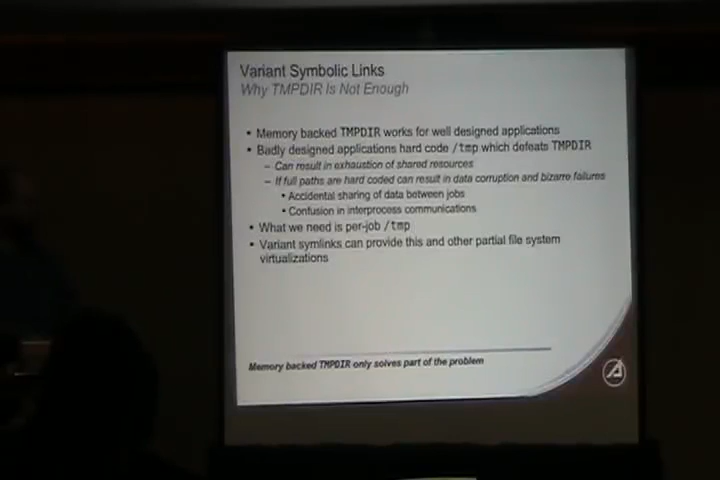 Variant Symbolic Links
Why TMPDIR Is Not Enough
• Memory backed TMPDIR works for well designed applications
• Badly designed applications hard code /tmp which defeats TMPDIR
– Can result in exhaustion of shared resources
– If full paths are hard coded can result in data corruption and bizarre failures
• Accidental sharing of data between jobs
• Confusion in interprocess communications
• What we need is per-job /tmp
• Variant symlinks can provide this and other partial file system
virtualizations
Memory backed TMPDIR only solves part of the problem